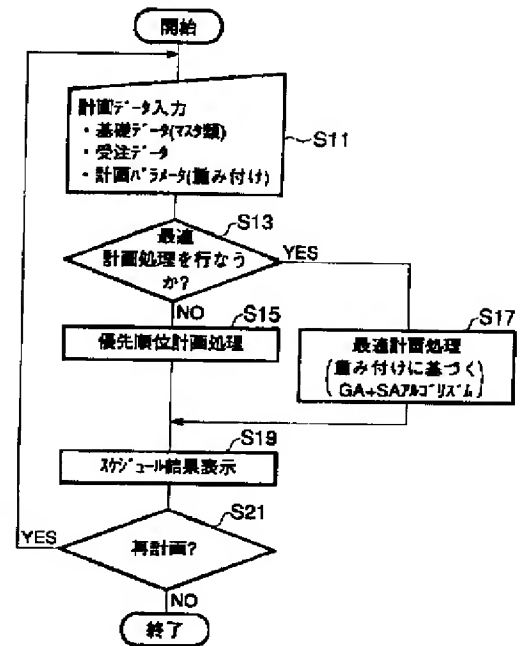 開始
計画データ入力
・基礎データ(マスタ類)
・受注データ
・計画パラメータ(重み付け)
S11
S13
最適
計画処理を行なう
か?
YES
NO
S15
優先順位計画処理
S17
最適計画処理
(重み付けに基づく
GA+SAアルゴリズム)
S19
スケジュール結果表示
S21
再計画?
YES
NO
終了